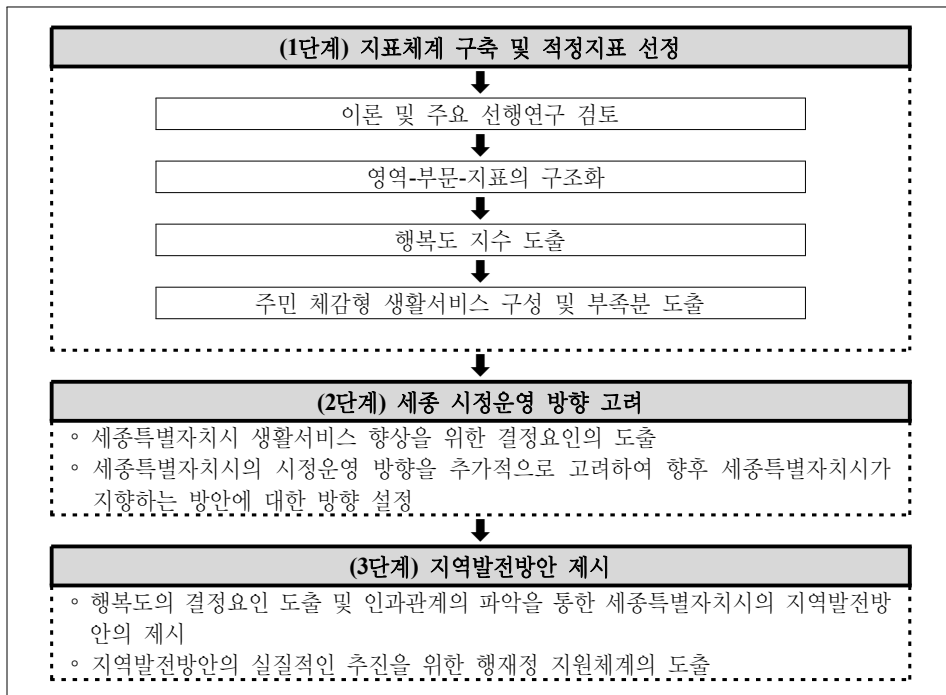 (1단계) 지표체계 구축 및 적정지표 선정
이론 및 주요 선행연구 검토
영역-부문-지표의 구조화
행복도 지수 도출
주민 체감형 생활서비스 구성 및 부족분 도출
(2단계) 세종 시정운영 방향 고려
◦ 세종특별자치시 생활서비스 향상을 위한 결정요인의 도출
◦ 세종특별자치시의 시정운영 방향을 추가적으로 고려하여 향후 세종특별자치시가
지향하는 방안에 대한 방향 설정
(3단계) 지역발전방안 제시
◦ 행복도의 결정요인 도출 및 인과관계의 파악을 통한 세종특별자치시의 지역발전방
안의 제시
◦ 지역발전방안의 실질적인 추진을 위한 행재정 지원체계의 도출